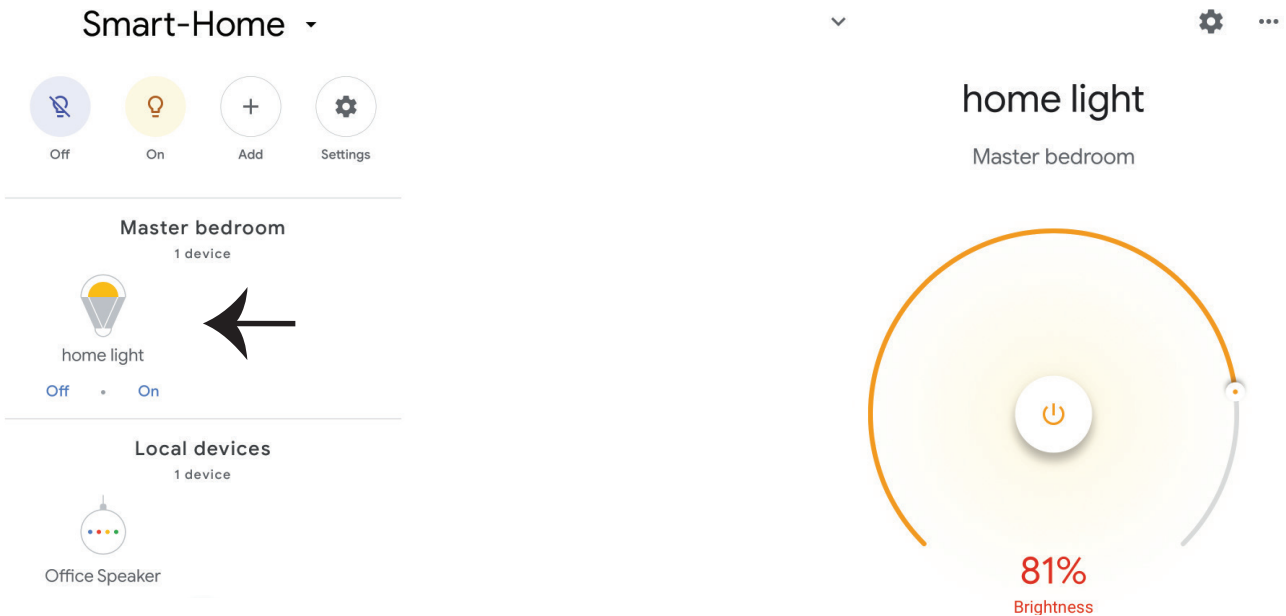 Smart-Home
Off On Add Settings
Master bedroom
1 device
home light
Off • On
Local devices
1 device
Office Speaker
home light
Master bedroom
81%
Brightness